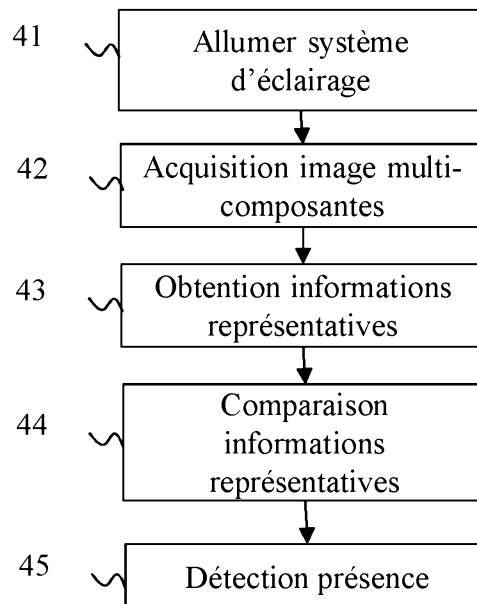 41
Allumer système
d'éclairage
42
Acquisition image multi-
composantes
43
Obtention informations
représentatives
44
Comparaison
informations
représentatives
45
Détection présence